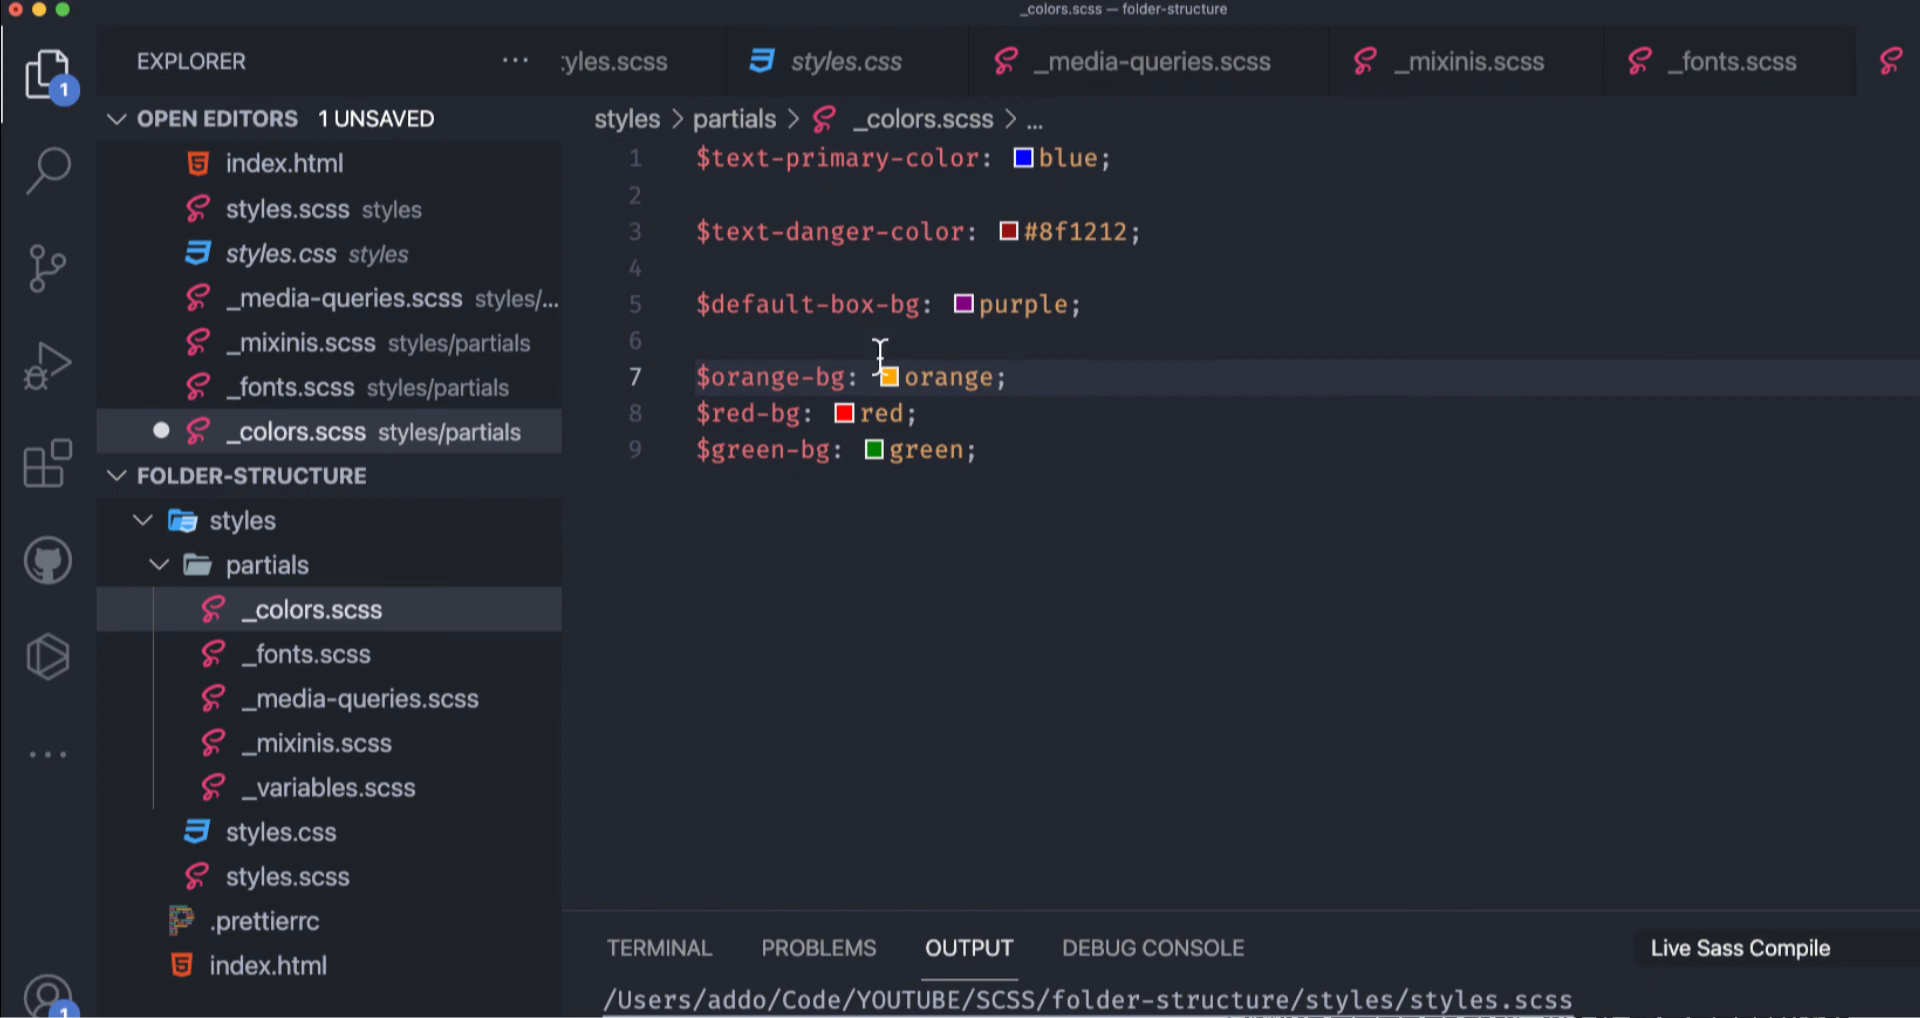 _colors.scss — folder-structure
EXPLORER
yles.scss
styles.css
_media-queries.scss
_mixinis.scss
_fonts.scss
1
OPEN EDITORS 1 UNSAVED
index.html
styles.scss styles
styles.css styles
_media-queries.scss styles/...
_mixinis.scss styles/partials
_fonts.scss styles/partials
_colors.scss styles/partials
FOLDER-STRUCTURE
styles
partials
_colors.scss
_fonts.scss
_media-queries.scss
_mixinis.scss
_variables.scss
styles.css
styles.scss
.prettierrc
index.html
1
styles > partials > _colors.scss > ...
1 $text-primary-color: blue;
2
3 $text-danger-color: #8f1212;
4
5 $default-box-bg: purple;
6
7 $orange-bg: orange;
8 $red-bg: red;
9 $green-bg: green;
TERMINAL PROBLEMS OUTPUT DEBUG CONSOLE Live Sass Compile
/Users/addo/Code/YOUTUBE/SCSS/folder-structure/styles/styles.scss